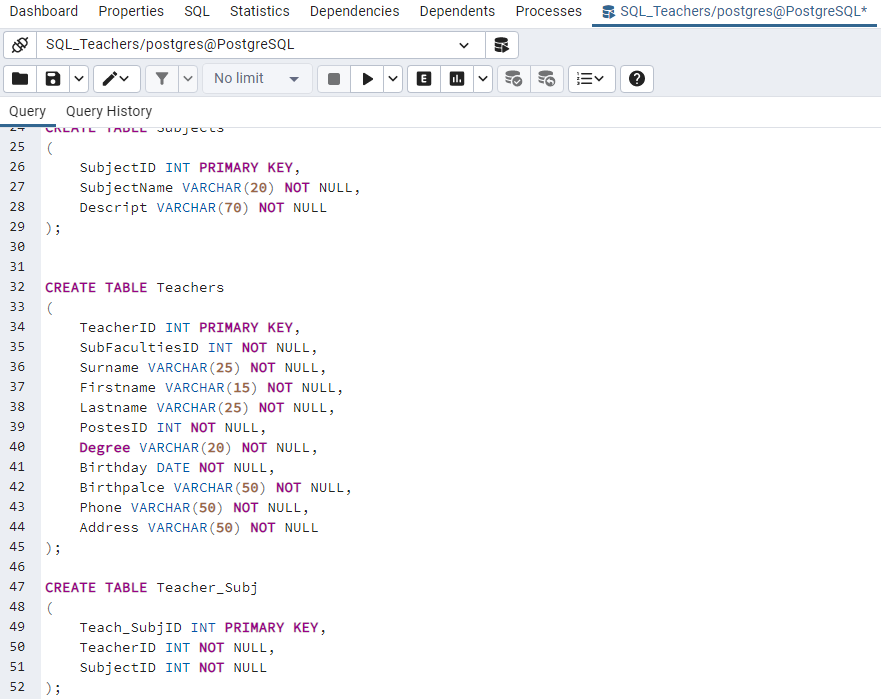 Dashboard Properties SQL Statistics Dependencies Dependents Processes SQL_Teachers/postgres@PostgreSQL*
SQL_Teachers/postgres@PostgreSQL
No limit
Query Query History
24 CREATE TABLE Subjects
25 (
26 SubjectID INT PRIMARY KEY,
27 SubjectName VARCHAR(20) NOT NULL,
28 Descript VARCHAR(70) NOT NULL
29 );
30
31
32 CREATE TABLE Teachers
33 (
34 TeacherID INT PRIMARY KEY,
35 SubFacultiesID INT NOT NULL,
36 Surname VARCHAR(25) NOT NULL,
37 Firstname VARCHAR(15) NOT NULL,
38 Lastname VARCHAR(25) NOT NULL,
39 PostesID INT NOT NULL,
40 Degree VARCHAR(20) NOT NULL,
41 Birthday DATE NOT NULL,
42 Birthpalce VARCHAR(50) NOT NULL,
43 Phone VARCHAR(50) NOT NULL,
44 Address VARCHAR(50) NOT NULL
45 );
46
47 CREATE TABLE Teacher_Subj
48 (
49 Teach_SubjID INT PRIMARY KEY,
50 TeacherID INT NOT NULL,
51 SubjectID INT NOT NULL
52 );